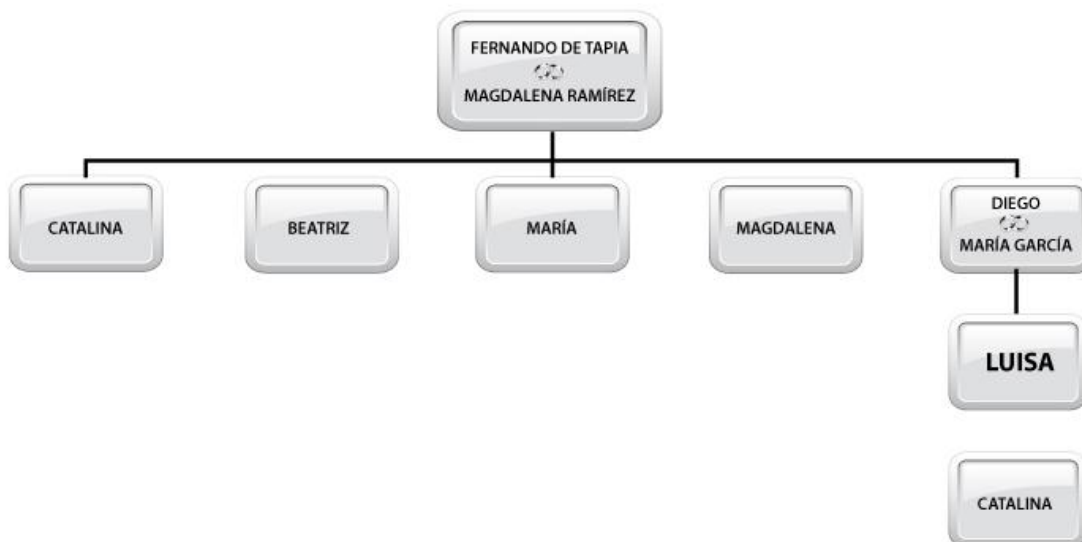 FERNANDO DE TAPIA
MAGDALENA RAMÍREZ
CATALINA
BEATRIZ
MARÍA
MAGDALENA
DIEGO
MARÍA GARCÍA
LUISA
CATALINA